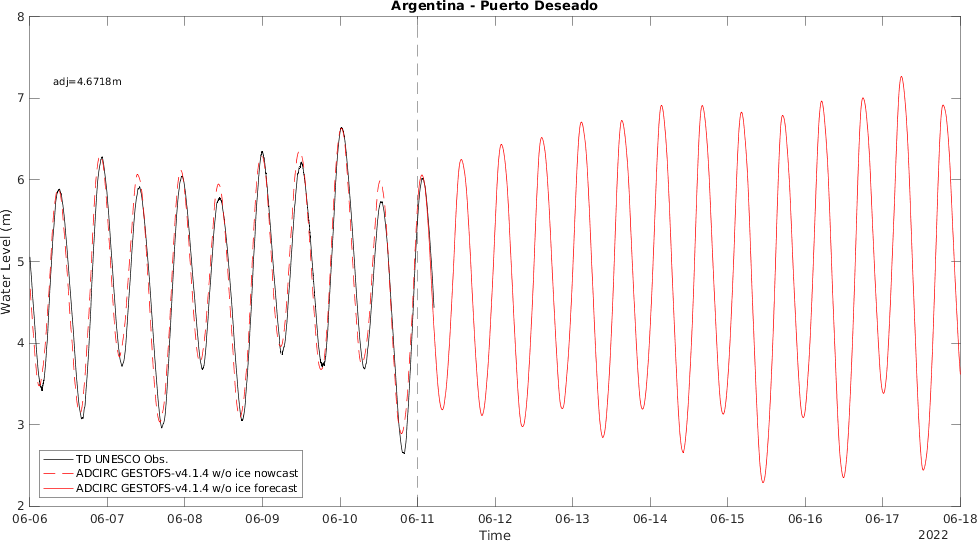 Argentina - Puerto Deseado
8
adj=4.6718m
7
6
5
4
3
2
Water Level (m)
TD UNESCO Obs.
ADCIRC GESTOFS-v4.1.4 w/o ice nowcast
ADCIRC GESTOFS-v4.1.4 w/o ice forecast
06-06 06-07 06-08 06-09 06-10 06-11 06-12 06-13 06-14 06-15 06-16 06-17 06-18
Time
2022